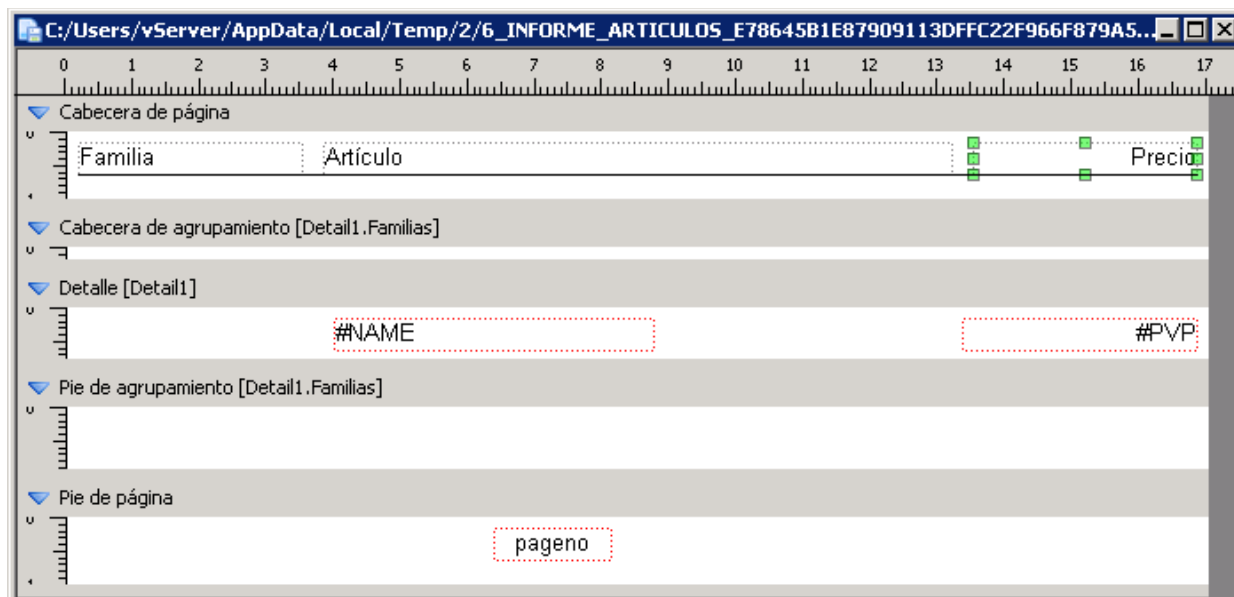 C:/Users/vServer/AppData/Local/Temp/2/6_INFORME_ARTICULOS_E78645B1E87909113DFFC22F966F879A5...
0 1 2 3 4 5 6 7 8 9 10 11 12 13 14 15 16 17
Cabecera de página
Familia Artículo Precio
Cabecera de agrupamiento [Detail1.Familias]
Detalle [Detail1]
#NAME #PVP
Pie de agrupamiento [Detail1.Familias]
Pie de página
pageno